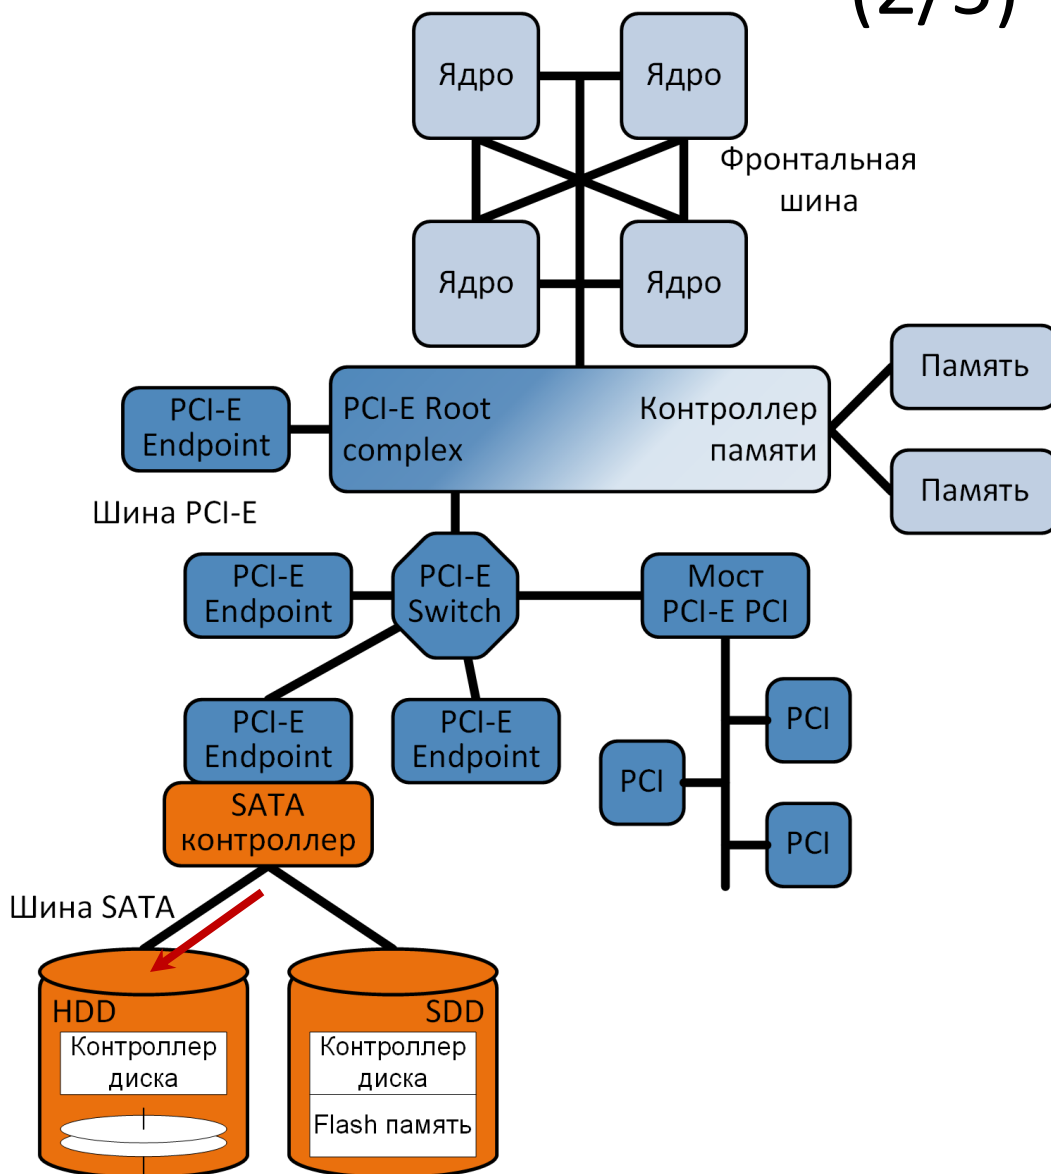 (2/3)
Ядро
Ядро
Фронтальная
шина
Ядро
Ядро
Память
PCI-E
Endpoint
PCI-E Root
complex
Контроллер
памяти
Память
Шина PCI-E
PCI-E
Endpoint
PCI-E
Switch
Мост
PCI-E PCI
PCI-E
Endpoint
PCI-E
Endpoint
PCI
PCI
PCI
SATA
контроллер
Шина SATA
HDD
SDD
Контроллер
диска
Контроллер
диска
Flash память